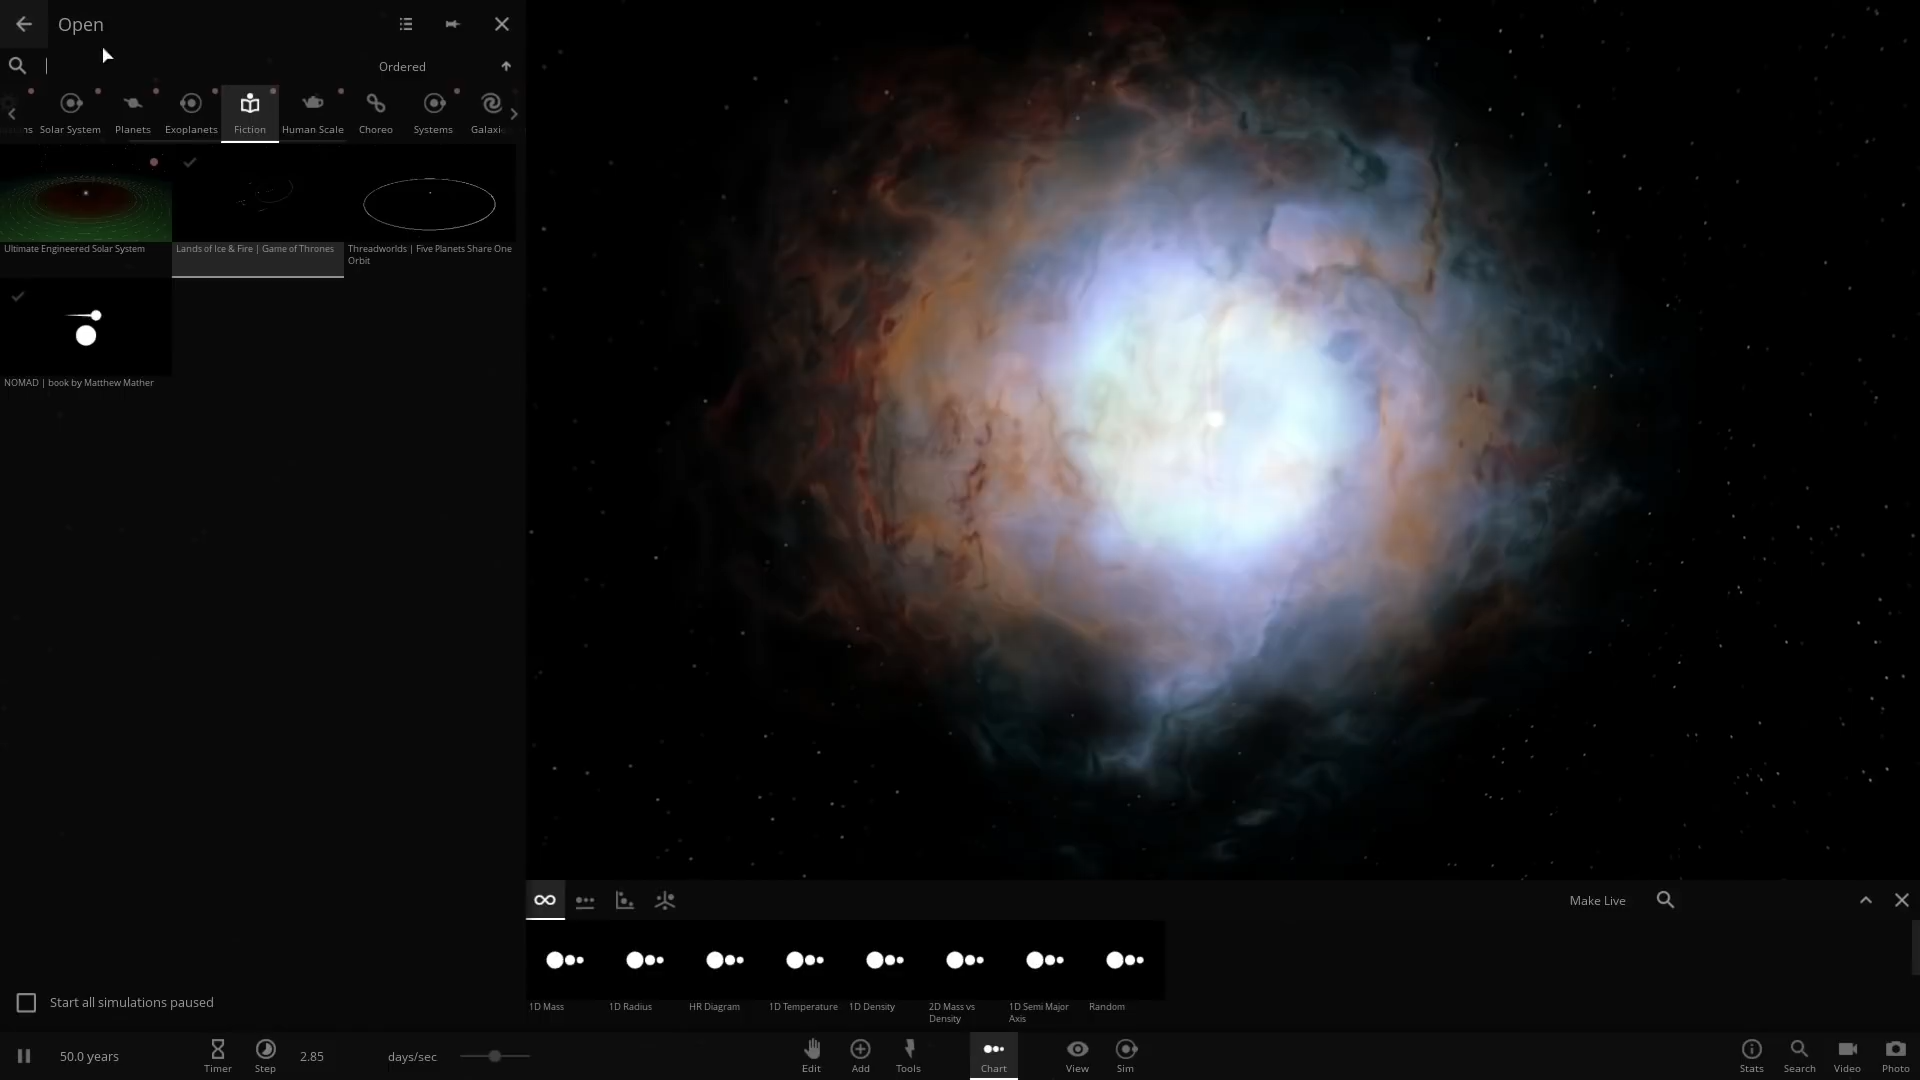 Open
Ordered
ns
Solar System
Planets
Exoplanets
Fiction
Human Scale
Choreo
Systems
Galaxi
Ultimate Engineered Solar System
Lands of Ice & Fire | Game of Thrones
Threadworlds | Five Planets Share One
Orbit
NOMAD | book by Matthew Mather
Make Live
1D Mass
1D Radius
HR Diagram
1D Temperature
1D Density
2D Mass vs
Density
1D Semi Major
Axis
Random
Start all simulations paused
50.0 years
Timer
Step
2.85
days/sec
Edit
Add
Tools
Chart
View
Sim
Stats
Search
Video
Photo